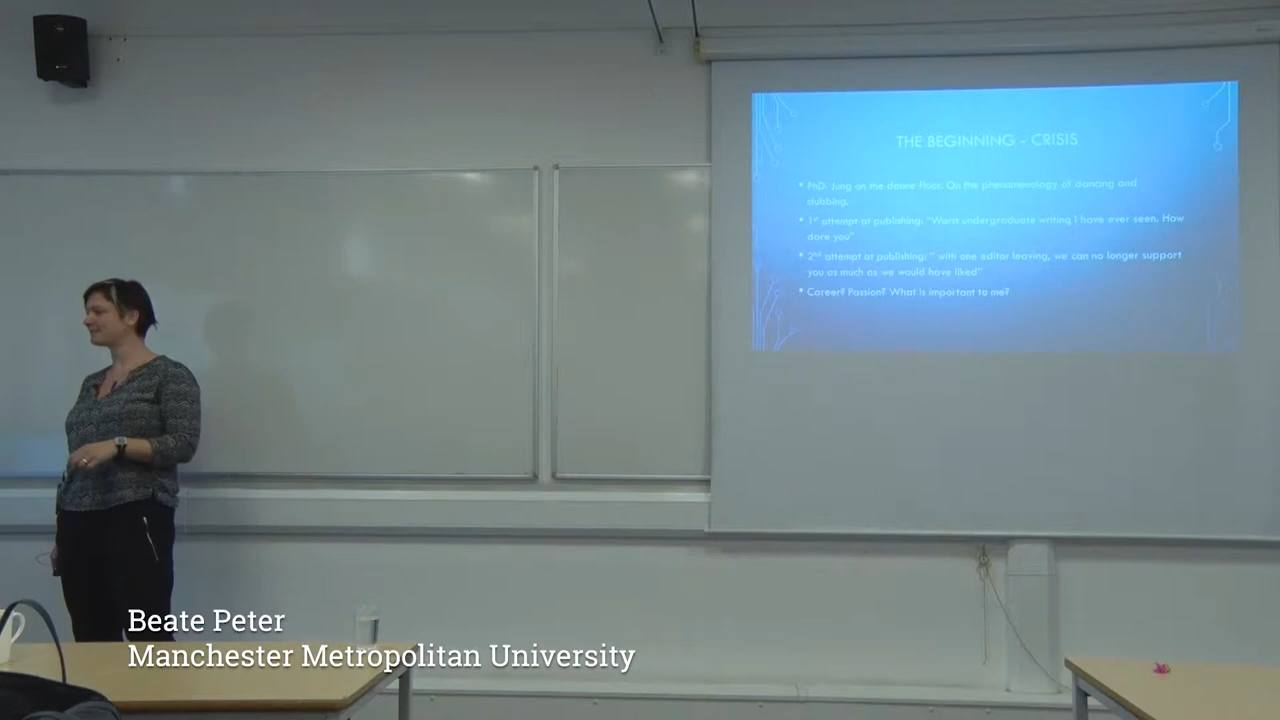 THE BEGINNING – CRISIS
• PhD: Jung on the dance floor. On the phenomenology of dancing and
clubbing.
• 1st attempt at publishing: "Worst undergraduate writing I have ever seen. How
dare you"
• 2nd attempt at publishing: " with one editor leaving, we can no longer support
you as much as we would have liked"
• Career? Passion? What is important to me?
Beate Peter
Manchester Metropolitan University